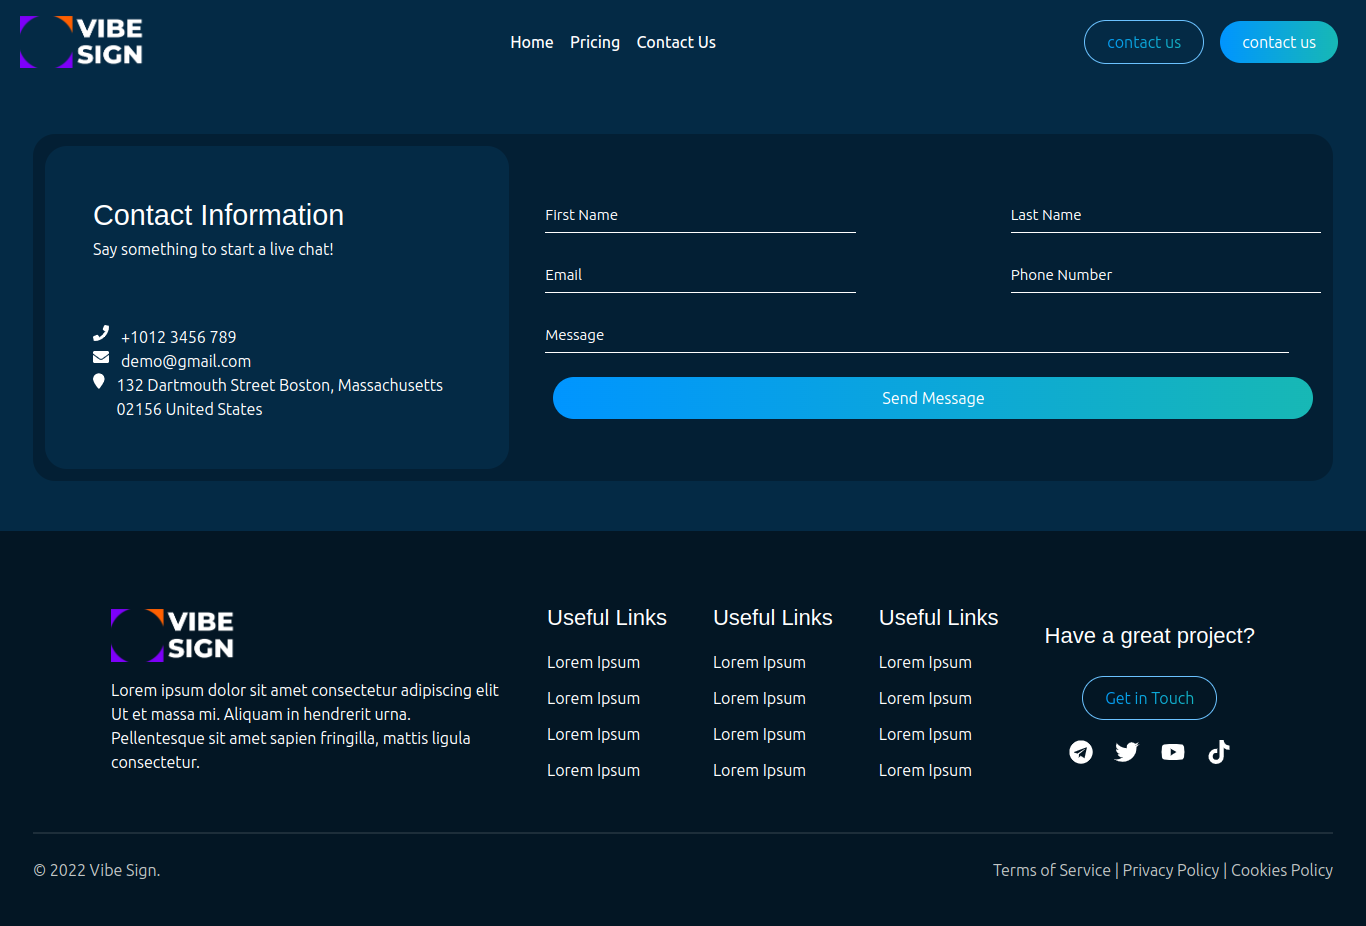 VIBE
SIGN
Home Pricing Contact Us
contact us
contact us
Contact Information
Say something to start a live chat!
+1012 3456 789
demo@gmail.com
132 Dartmouth Street Boston, Massachusetts
02156 United States
First Name
Last Name
Email
Phone Number
Message
Send Message
VIBE
SIGN
Lorem ipsum dolor sit amet consectetur adipiscing elit
Ut et massa mi. Aliquam in hendrerit urna.
Pellentesque sit amet sapien fringilla, mattis ligula
consectetur.
Useful Links
Lorem Ipsum
Lorem Ipsum
Lorem Ipsum
Lorem Ipsum
Useful Links
Lorem Ipsum
Lorem Ipsum
Lorem Ipsum
Lorem Ipsum
Useful Links
Lorem Ipsum
Lorem Ipsum
Lorem Ipsum
Lorem Ipsum
Have a great project?
Get in Touch
© 2022 Vibe Sign.
Terms of Service | Privacy Policy | Cookies Policy